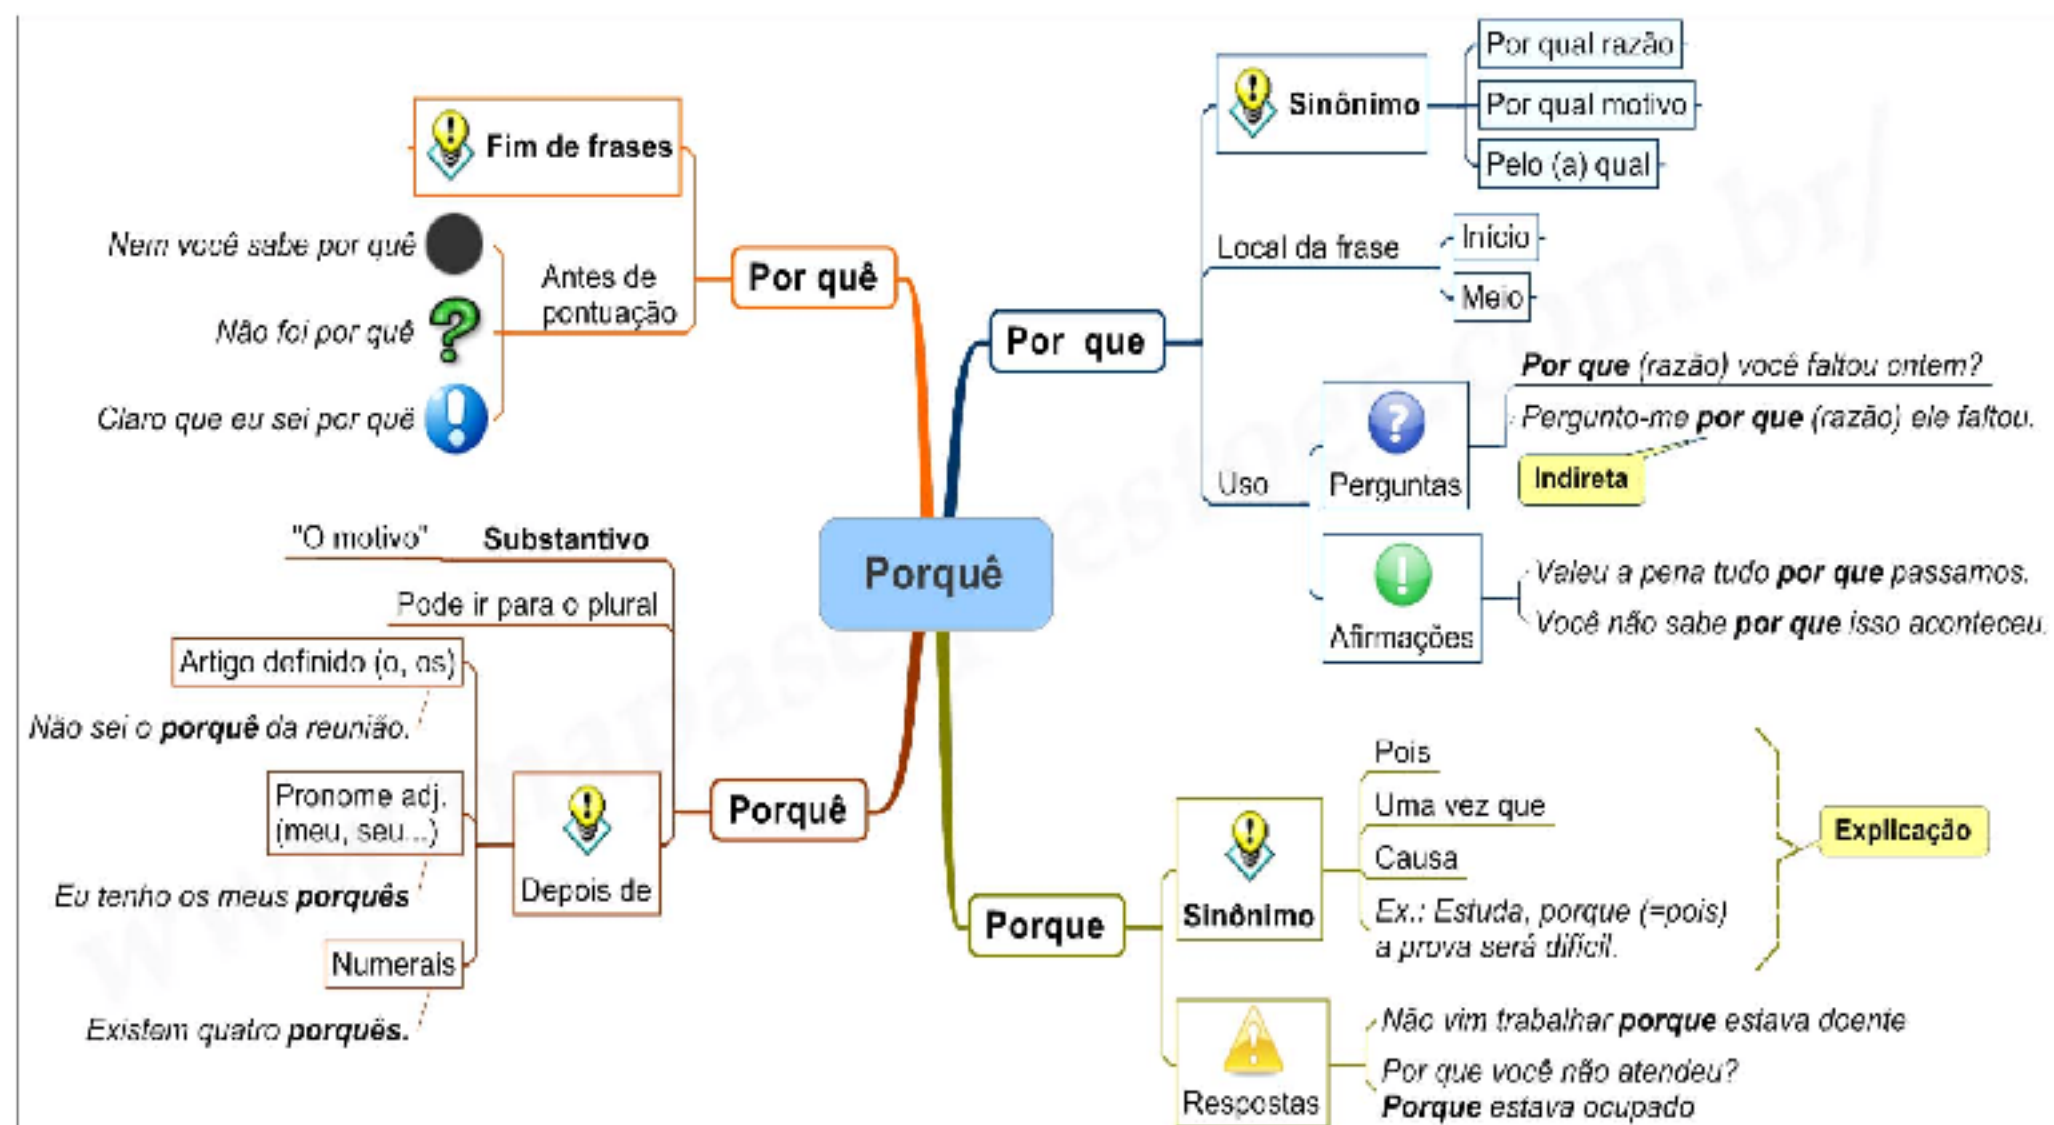 Fim de frases
Nem você sabe por quê
Não foi por quê
Claro que eu sei por quê
Antes de
pontuação
Por quê
Por que
Sinônimo
Por qual razão
Por qual motivo
Pelo (a) qual
Local da frase
Início
Meio
Uso
Perguntas
Por que (razão) você faltou ontem?
Pergunto-me por que (razão) ele faltou.
Indireta
Afirmações
Valeu a pena tudo por que passamos.
Você não sabe por que isso aconteceu.
Porquê
"O motivo"
Substantivo
Pode ir para o plural
Artigo definido (o, os)
Não sei o porquê da reunião.
Pronome adj.
(meu, seu...)
Eu tenho os meus porquês
Numerais
Existem quatro porquês.
Depois de
Porquê
Porque
Sinônimo
Pois
Uma vez que
Causa
Ex.: Estuda, porque (=pois)
a prova será difícil.
Explicação
Respostas
Não vim trabalhar porque estava doente
Por que você não atendeu?
Porque estava ocupado